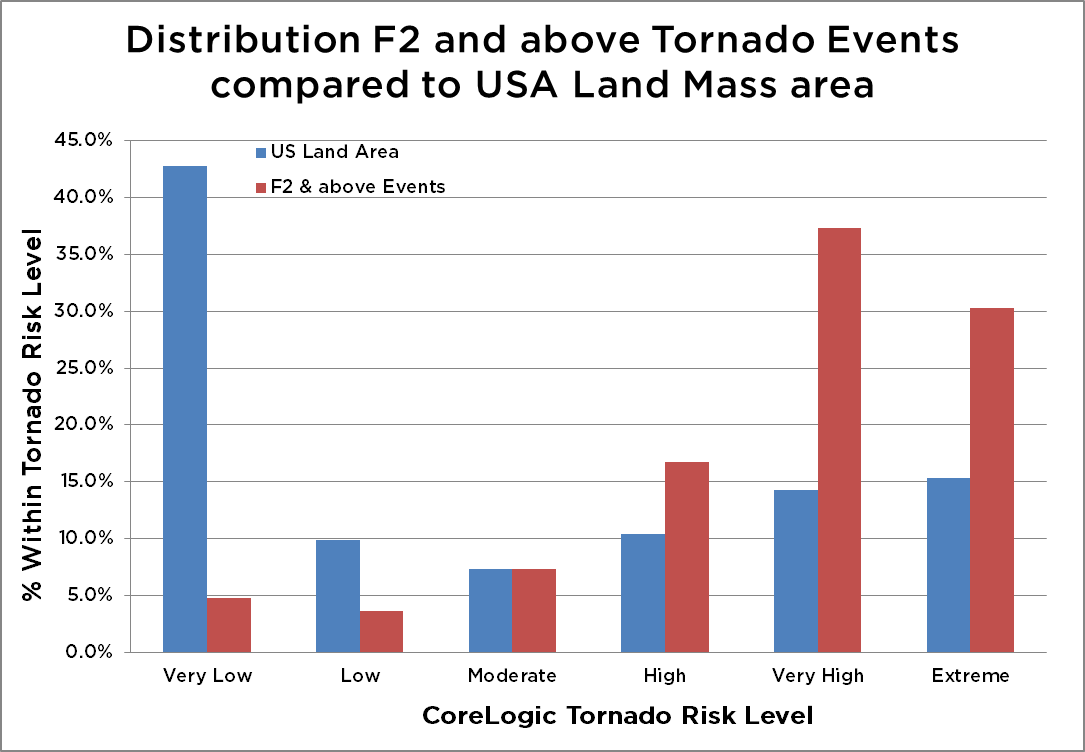 Distribution F2 and above Tornado Events
compared to USA Land Mass area
% Within Tornado Risk Level
45.0%
40.0%
35.0%
30.0%
25.0%
20.0%
15.0%
10.0%
5.0%
0.0%
US Land Area
F2 & above Events
Very Low
Low
Moderate
High
Very High
Extreme
CoreLogic Tornado Risk Level